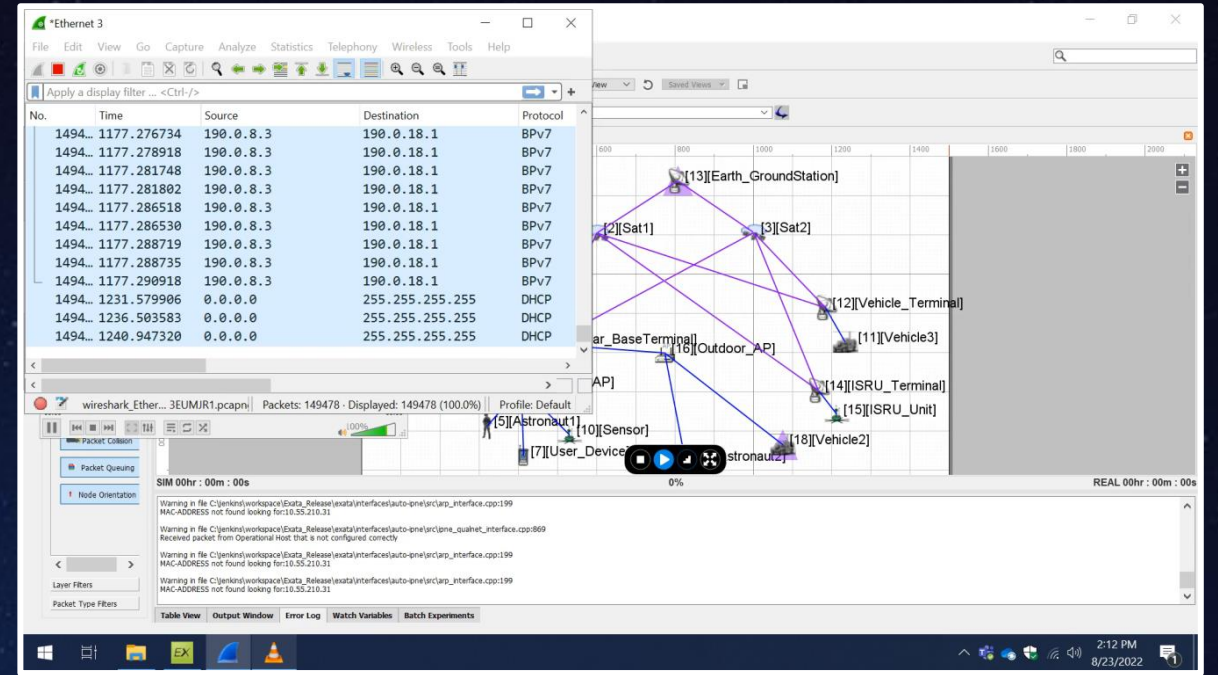 *Ethernet 3
File Edit View Go Capture Analyze Statistics Telephony Wireless Tools Help
Apply a display filter ... <Ctrl-/>
No. Time Source Destination Protocol
1494... 1177.276734 190.0.8.3 190.0.18.1 BPv7
1494... 1177.278918 190.0.8.3 190.0.18.1 BPv7
1494... 1177.281748 190.0.8.3 190.0.18.1 BPv7
1494... 1177.281802 190.0.8.3 190.0.18.1 BPv7
1494... 1177.286518 190.0.8.3 190.0.18.1 BPv7
1494... 1177.286530 190.0.8.3 190.0.18.1 BPv7
1494... 1177.288719 190.0.8.3 190.0.18.1 BPv7
1494... 1177.288735 190.0.8.3 190.0.18.1 BPv7
1494... 1177.290918 190.0.8.3 190.0.18.1 BPv7
1494... 1231.579906 0.0.0.0 255.255.255.255 DHCP
1494... 1236.503583 0.0.0.0 255.255.255.255 DHCP
1494... 1240.947320 0.0.0.0 255.255.255.255 DHCP
wireshark_Ether... 3EUMJR1.pcapn Packets: 149478 · Displayed: 149478 (100.0%) Profile: Default
Saved Views
600 800 1000 1200 1400 1600 1800 2000
[13][Earth_GroundStation]
[2][Sat1]
[3][Sat2]
[12][Vehicle_Terminal]
[11][Vehicle3]
ar_BaseTerminal]
[16][Outdoor_AP]
AP]
[14][ISRU_Terminal]
[15][ISRU_Unit]
[5][Astronaut1]
[10][Sensor]
[18][Vehicle2]
[7][User_Device
stronaut2]
100%
Packet Collision
Packet Queuing
Node Orientation
Layer Filters
Packet Type Filters
SIM 00hr : 00m : 00s 0% REAL 00hr : 00m : 00s
Warning in file C:\jenkins\workspace\Exata_Release\exata\interfaces\auto-ipne\src\arp_interface.cpp:199
MAC-ADDRESS not found looking for:10.55.210.31
Warning in file C:\jenkins\workspace\Exata_Release\exata\interfaces\auto-ipne\src\ipne_qualnet_interface.cpp:869
Received packet from Operational Host that is not configured correctly
Warning in file C:\jenkins\workspace\Exata_Release\exata\interfaces\auto-ipne\src\arp_interface.cpp:199
MAC-ADDRESS not found looking for:10.55.210.31
Warning in file C:\jenkins\workspace\Exata_Release\exata\interfaces\auto-ipne\src\arp_interface.cpp:199
MAC-ADDRESS not found looking for:10.55.210.31
Table View Output Window Error Log Watch Variables Batch Experiments
EX
2:12 PM
8/23/2022
1